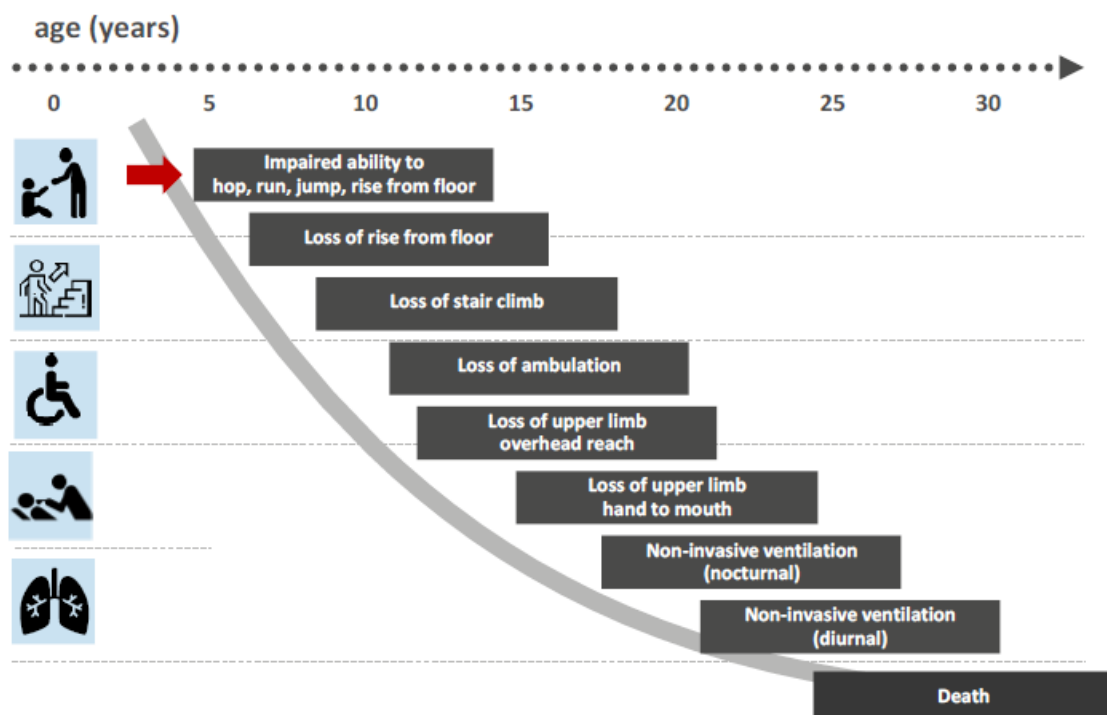 age (years)
0 5 10 15 20 25 30
Impaired ability to
hop, run, jump, rise from floor
Loss of rise from floor
Loss of stair climb
Loss of ambulation
Loss of upper limb
overhead reach
Loss of upper limb
hand to mouth
Non-invasive ventilation
(nocturnal)
Non-invasive ventilation
(diurnal)
Death